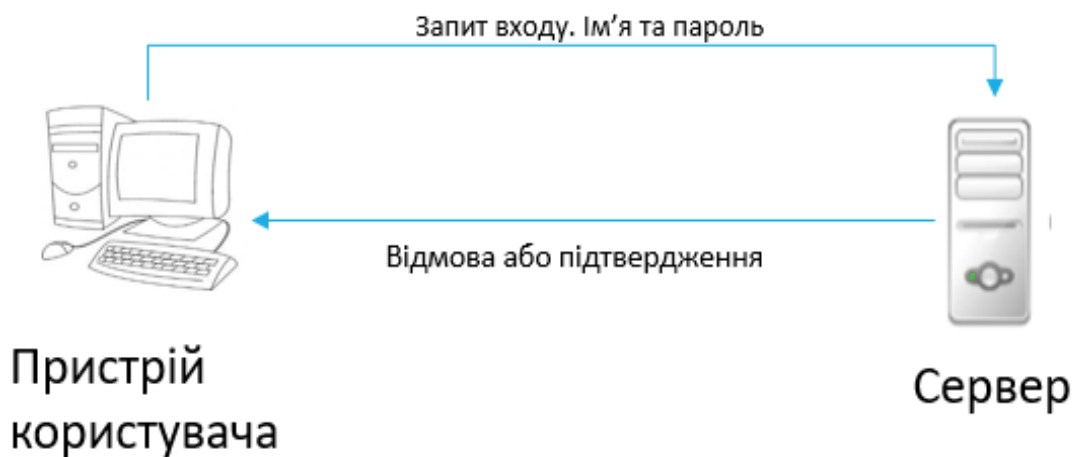 Запит входу. Ім’я та пароль
Відмова або підтвердження
Пристрій
користувача
Сервер